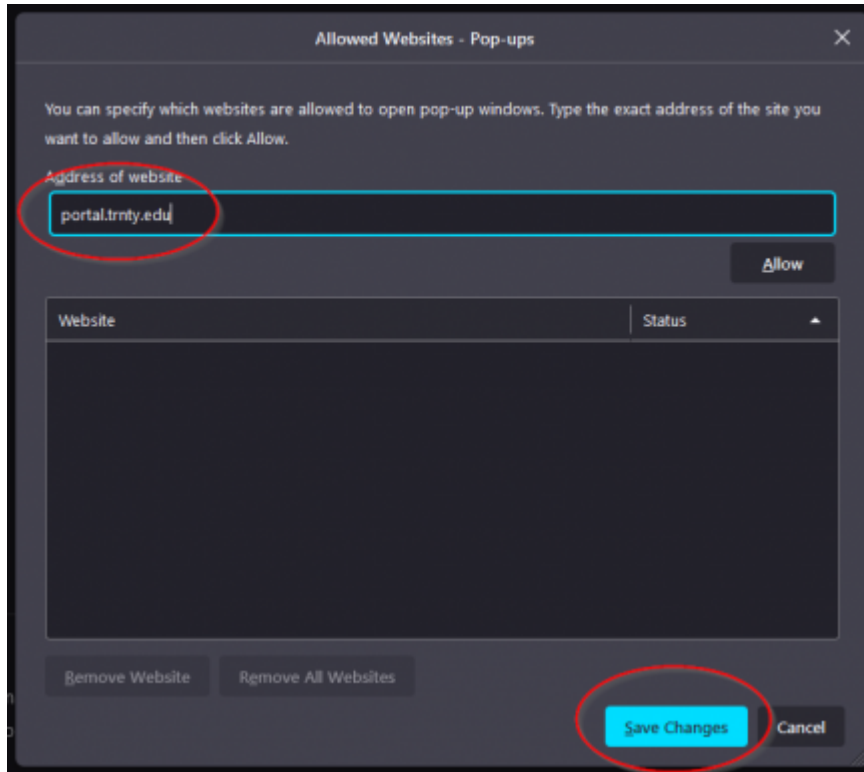 Allowed Websites - Pop-ups
You can specify which websites are allowed to open pop-up windows. Type the exact address of the site you
want to allow and then click Allow.
Address of website
portal.trnty.edu
Allow
Website Status
Remove Website Remove All Websites
Save Changes Cancel